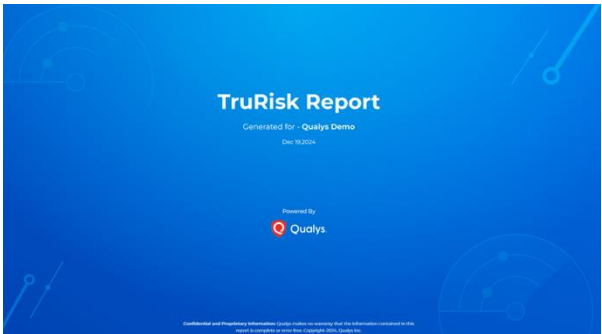 TruRisk Report
Generated for - Qualys Demo
Dec 19,2024
Powered By
Qualys.
Confidential and Proprietary Information: Qualys makes no warranty that the information contained in this
report is complete or error-free. Copyright 2024, Qualys Inc.